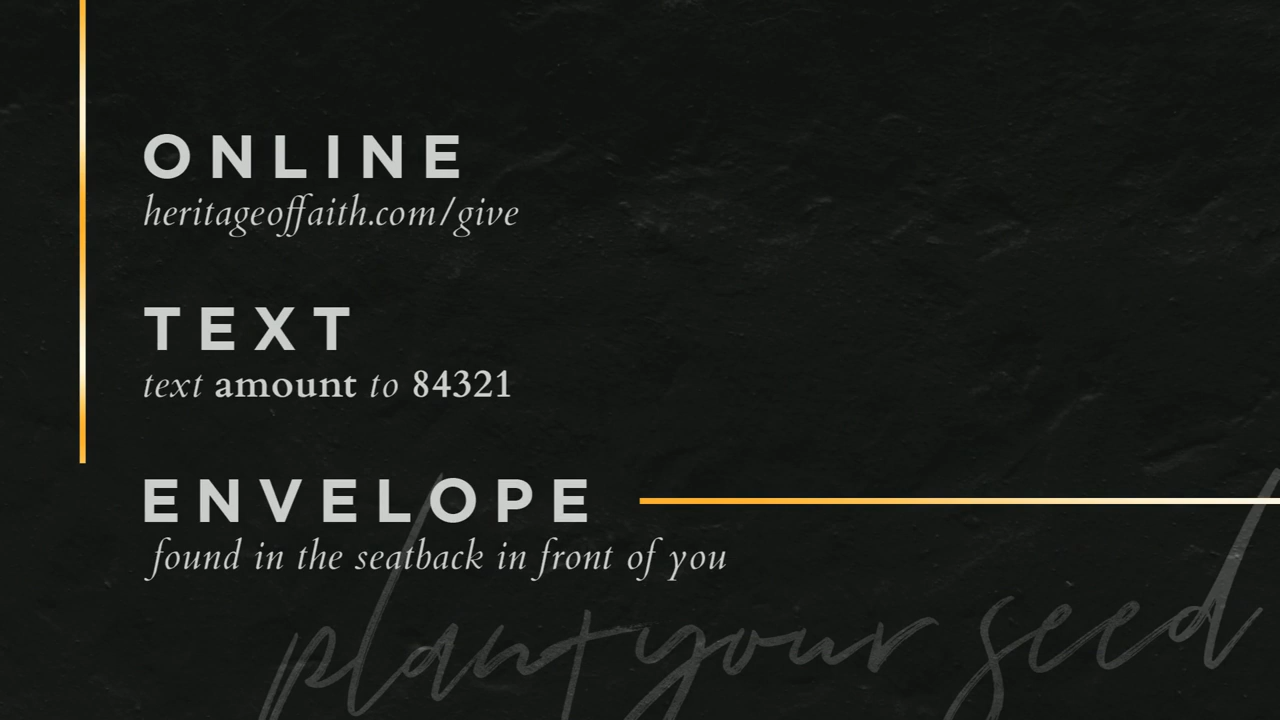 ONLINE
heritageoffaith.com/give
TEXT
text amount to 84321
ENVELOPE
found in the seatback in front of you
plant your seed